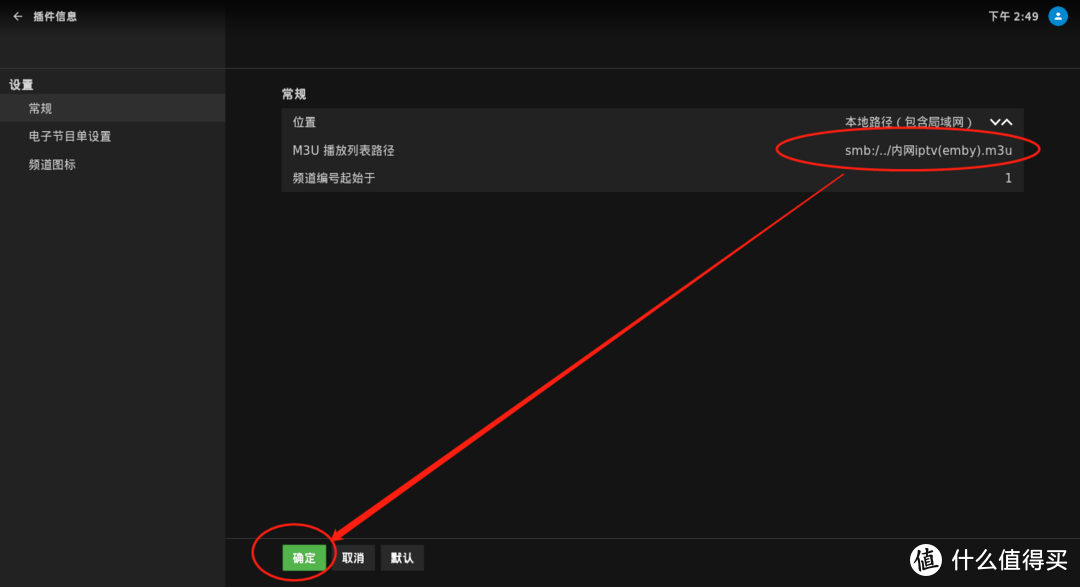 插件信息
下午 2:49
设置
常规
电子节目单设置
频道图标
常规
位置 本地路径(包含局域网)
M3U 播放列表路径 smb:/../内网iptv(emby).m3u
频道编号起始于 1
确定 取消 默认
值 什么值得买